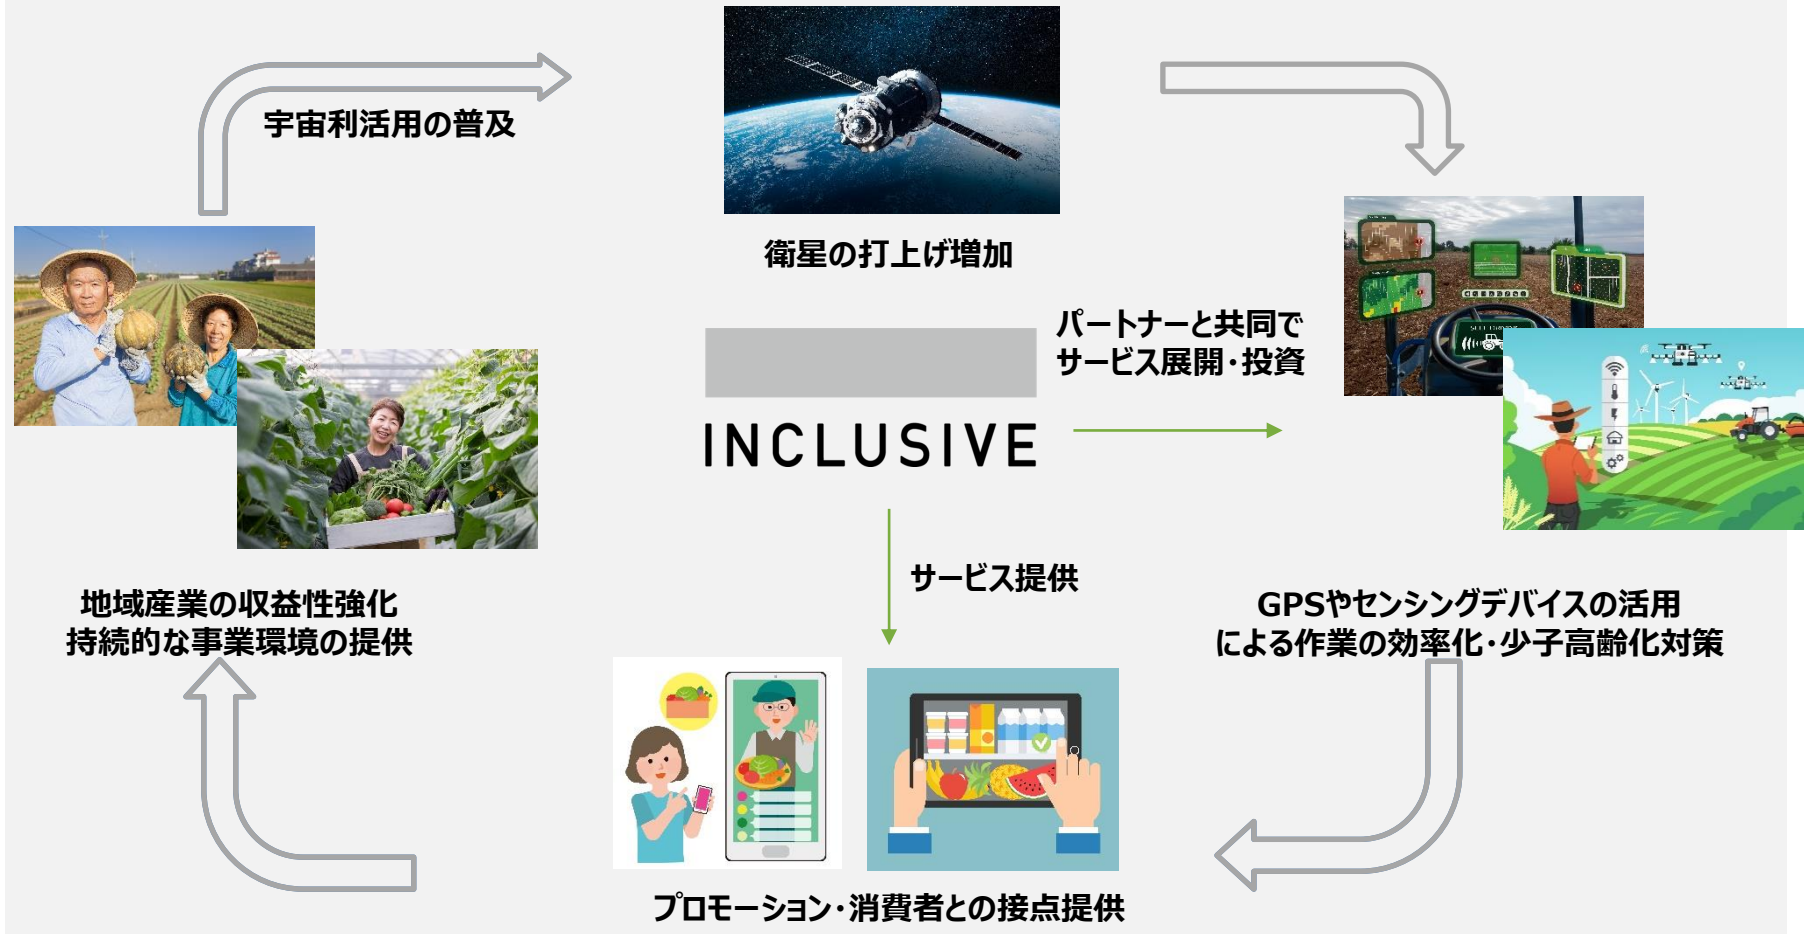 宇宙利活用の普及
衛星の打上げ増加
パートナーと共同で
サービス展開・投資
INCLUSIVE
サービス提供
地域産業の収益性強化
持続的な事業環境の提供
GPSやセンシングデバイスの活用
による作業の効率化・少子高齢化対策
プロモーション・消費者との接点提供